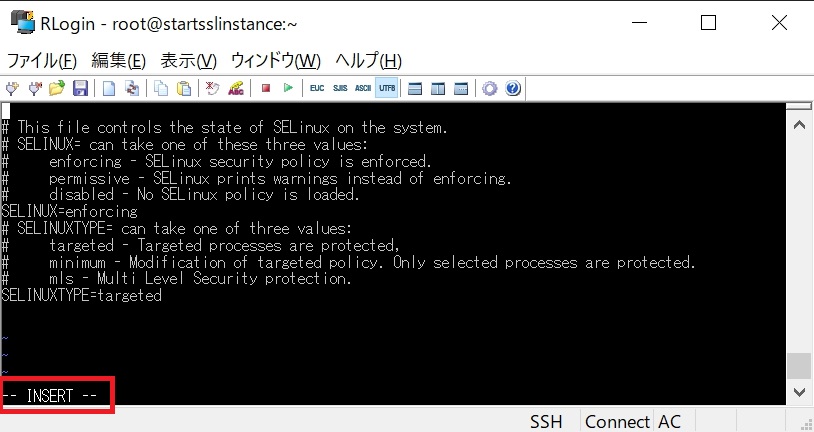 RLogin - root@startsslinstance:~
ファイル(F) 編集(E) 表示(V) ウィンドウ(W) ヘルプ(H)
ABC EUC SJIS ASCII UTF8
# This file controls the state of SELinux on the system.
# SELINUX= can take one of these three values:
#     enforcing - SELinux security policy is enforced.
#     permissive - SELinux prints warnings instead of enforcing.
#     disabled - No SELinux policy is loaded.
SELINUX=enforcing
# SELINUXTYPE= can take one of three values:
#     targeted - Targeted processes are protected,
#     minimum - Modification of targeted policy. Only selected processes are protected.
#     mls - Multi Level Security protection.
SELINUXTYPE=targeted
~
~
~
-- INSERT --
SSH Connect AC